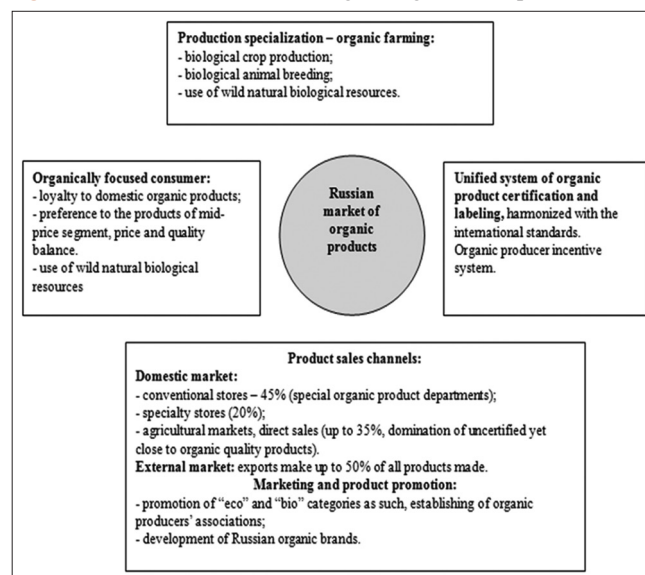 Production specialization – organic farming:
- biological crop production;
- biological animal breeding;
- use of wild natural biological resources.
Organically focused consumer:
- loyalty to domestic organic products;
- preference to the products of mid-
price segment, price and quality
balance.
- use of wild natural biological
resources
Russian
market of
organic
products
Unified system of organic
product certification and
labeling, harmonized with the
international standards.
Organic producer incentive
system.
Product sales channels:
Domestic market:
- conventional stores – 45% (special organic product departments);
- specialty stores (20%);
- agricultural markets, direct sales (up to 35%, domination of uncertified yet
close to organic quality products).
External market: exports make up to 50% of all products made.
Marketing and product promotion:
- promotion of “eco” and “bio” categories as such, establishing of organic
producers’ associations;
- development of Russian organic brands.